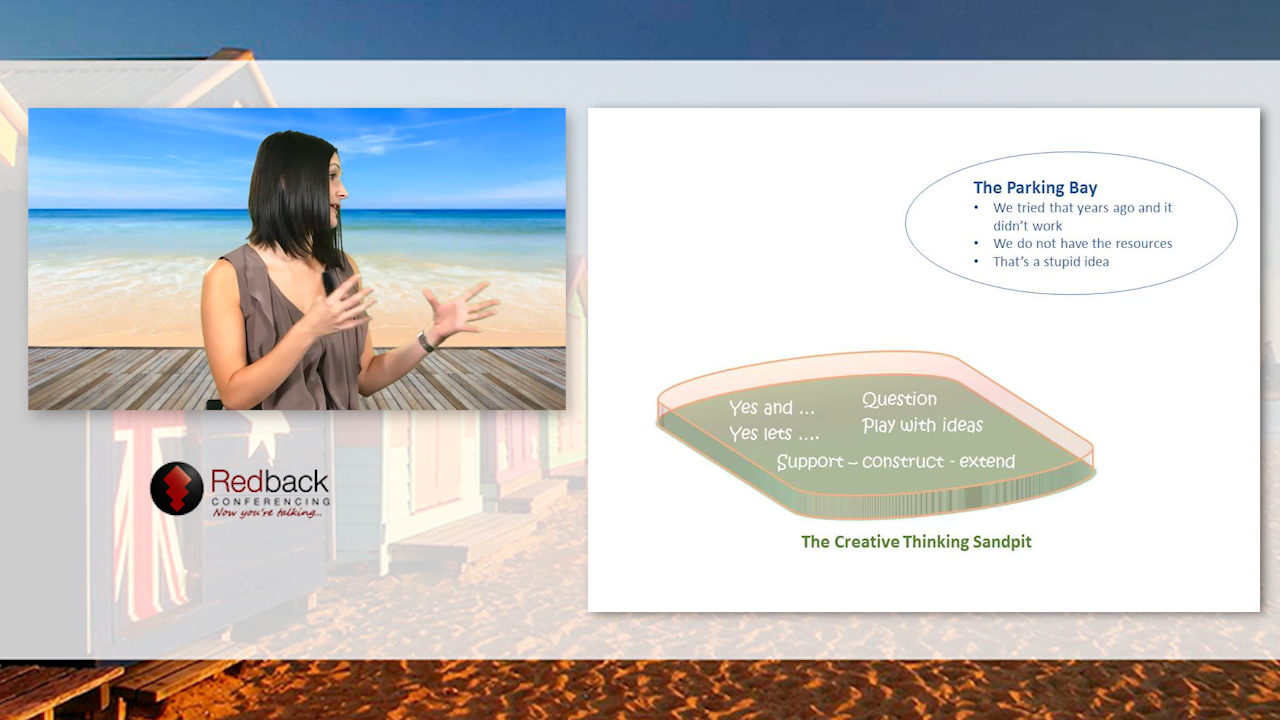 Redback
CONFERENCING
Now you're talking...
The Parking Bay
• We tried that years ago and it
didn't work
• We do not have the resources
• That's a stupid idea
Yes and ...
Yes lets ....
Question
Play with ideas
Support – construct - extend
The Creative Thinking Sandpit